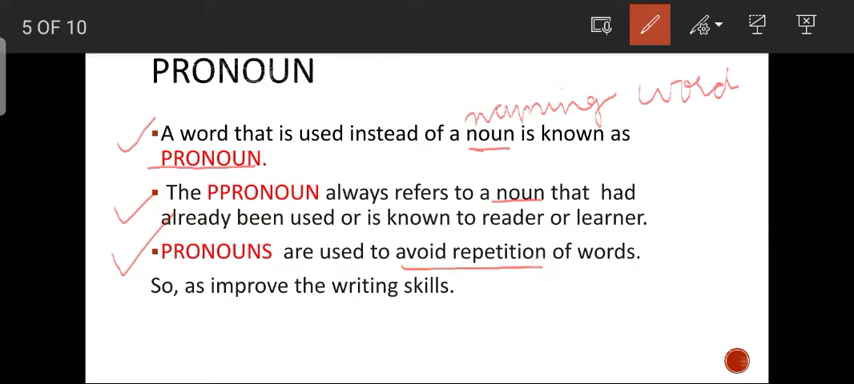 5 OF 10
PRONOUN
naming word
▪A word that is used instead of a noun is known as
PRONOUN.
▪ The PPRONOUN always refers to a noun that had
already been used or is known to reader or learner.
▪PRONOUNS are used to avoid repetition of words.
So, as improve the writing skills.